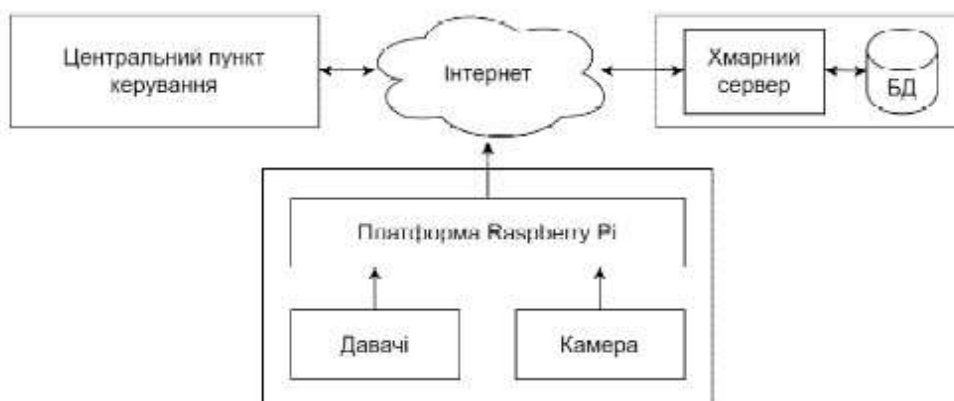 Центральний пункт
керування
Інтернет
Хмарний
сервер
БД
Платформа Raspberry Pi
Давачі
Камера